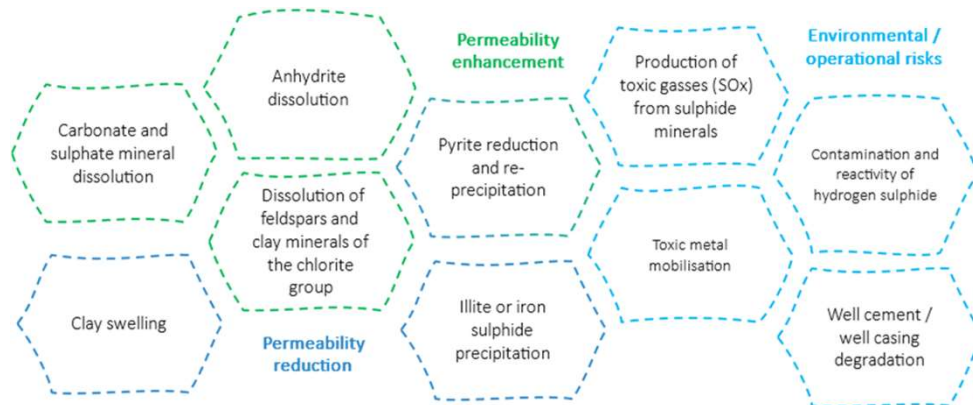 Anhydrite
dissolution
Permeability
enhancement
Production of
toxic gasses (SOx)
from sulphide
minerals
Environmental /
operational risks
Carbonate and
sulphate mineral
dissolution
Pyrite reduction
and re-
precipitation
Contamination and
reactivity of
hydrogen sulphide
Dissolution of
feldspars and
clay minerals of
the chlorite
group
Toxic metal
mobilisation
Clay swelling
Permeability
reduction
Illite or iron
sulphide
precipitation
Well cement /
well casing
degradation